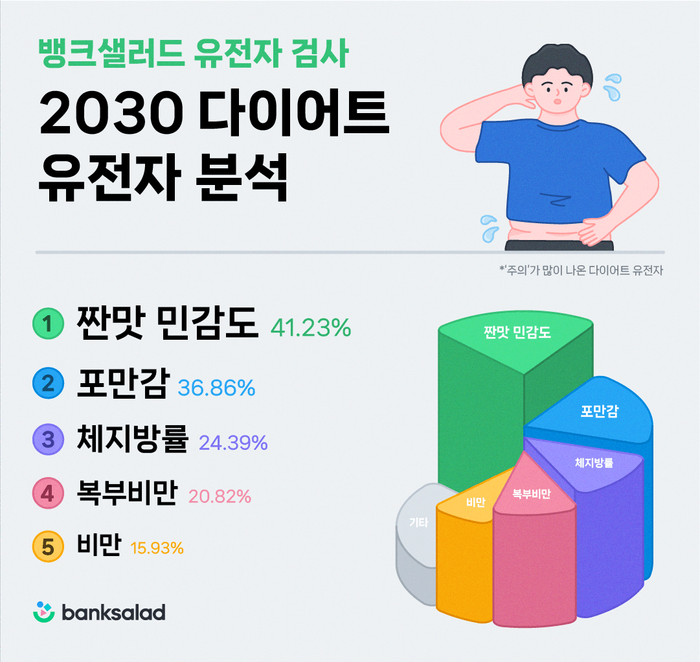 뱅크샐러드 유전자 검사
2030 다이어트
유전자 분석
*'주의'가 많이 나온 다이어트 유전자
1 짠맛 민감도 41.23%
2 포만감 36.86%
3 체지방률 24.39%
4 복부비만 20.82%
5 비만 15.93%
짠맛 민감도
포만감
체지방률
복부비만
비만
기타
banksalad